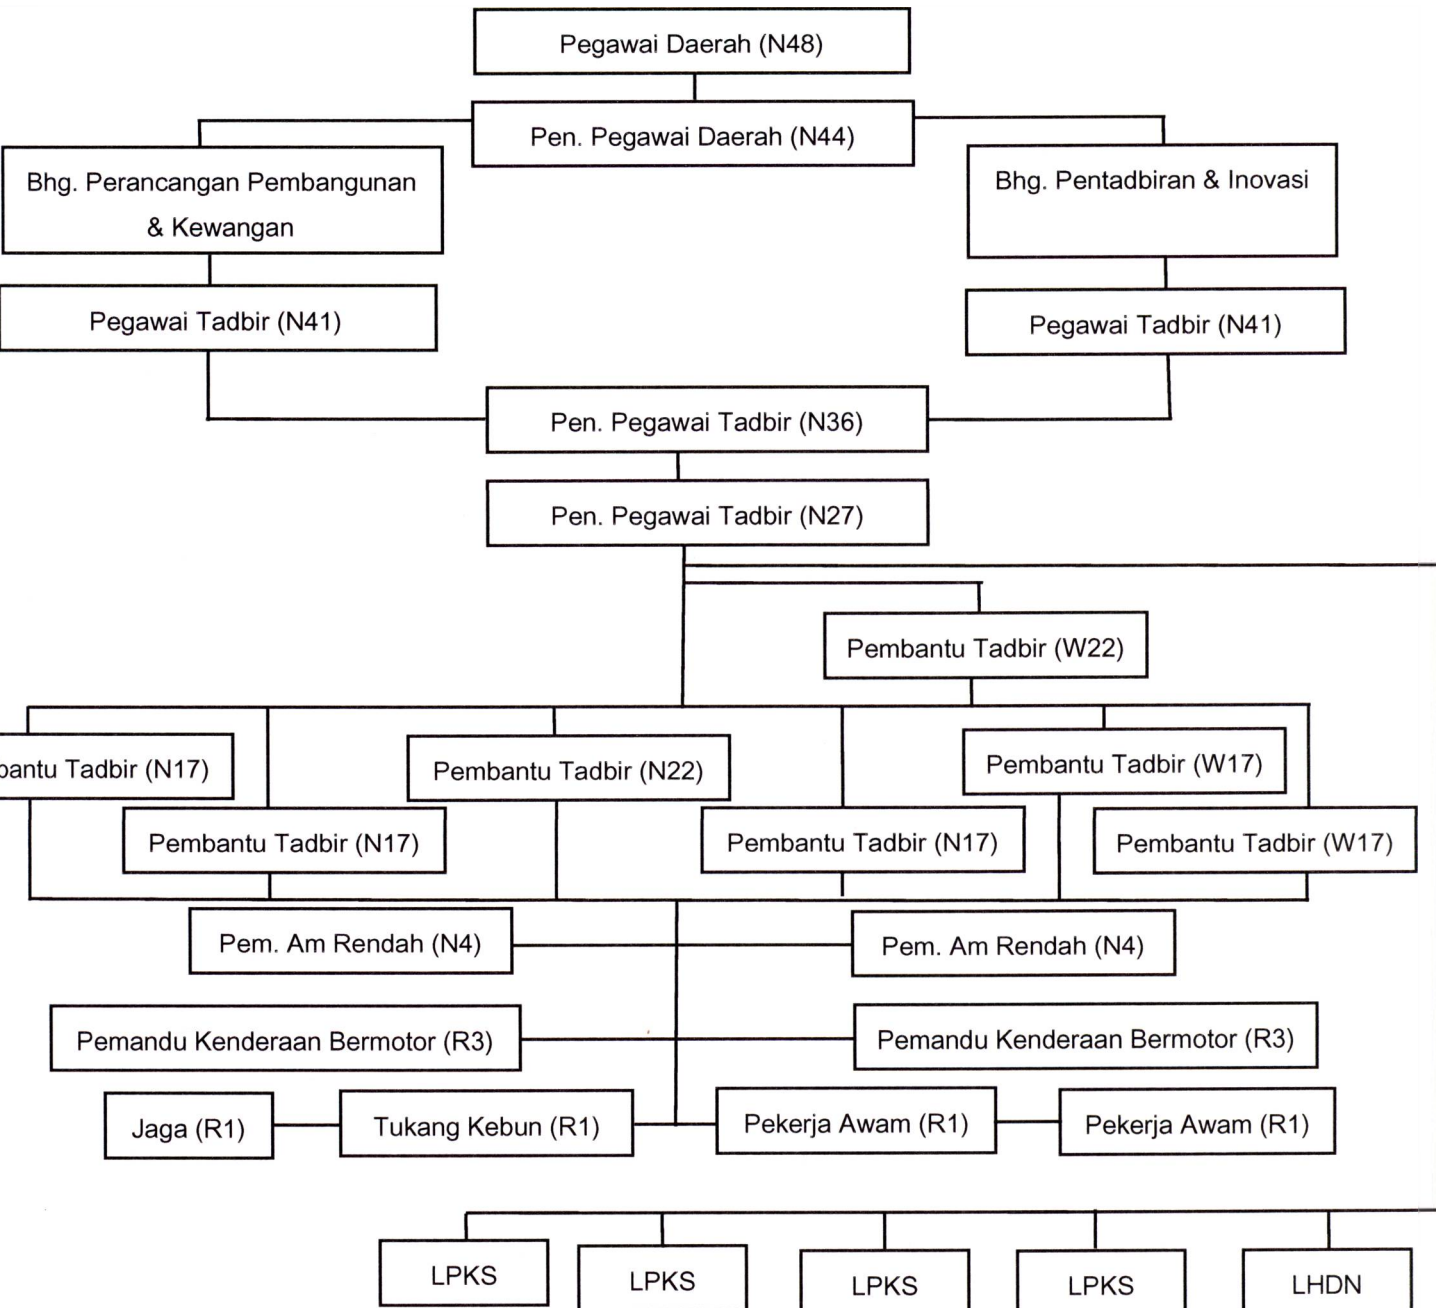 Pegawai Daerah (N48)
Pen. Pegawai Daerah (N44)
Bhg. Perancangan Pembangunan
& Kewangan
Bhg. Pentadbiran & Inovasi
Pegawai Tadbir (N41)
Pegawai Tadbir (N41)
Pen. Pegawai Tadbir (N36)
Pen. Pegawai Tadbir (N27)
Pembantu Tadbir (W22)
Tadbir (N17)
Pembantu Tadbir (N22)
Pembantu Tadbir (W17)
Pembantu Tadbir (N17)
Pembantu Tadbir (N17)
Pembantu Tadbir (W17)
Pem. Am Rendah (N4)
Pem. Am Rendah (N4)
Pemandu Kenderaan Bermotor (R3)
Pemandu Kenderaan Bermotor (R3)
Jaga (R1)
Tukang Kebun (R1)
Pekerja Awam (R1)
Pekerja Awam (R1)
LPKS
LPKS
LPKS
LPKS
LHDN